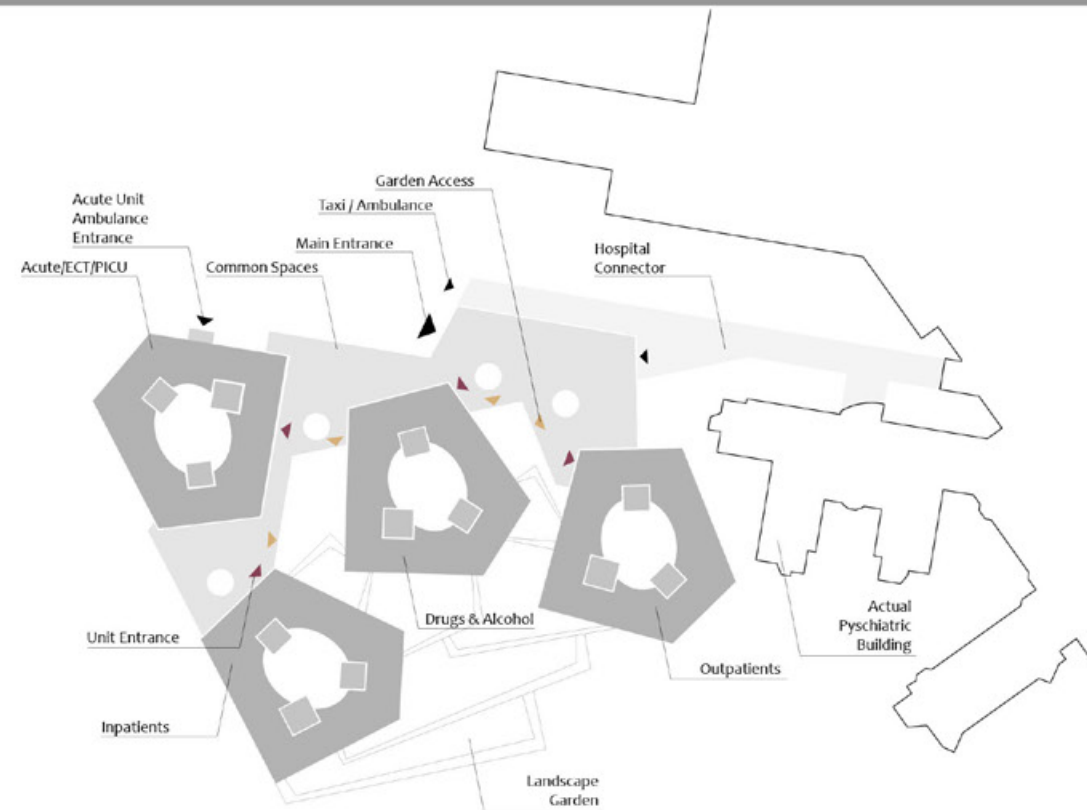 Garden Access
Acute Unit
Ambulance
Entrance
Taxi / Ambulance
Main Entrance
Hospital
Connector
Acute/ECT/PICU
Common Spaces
Unit Entrance
Drugs & Alcohol
Actual
Pyschiatric
Building
Outpatients
Inpatients
Landscape
Garden